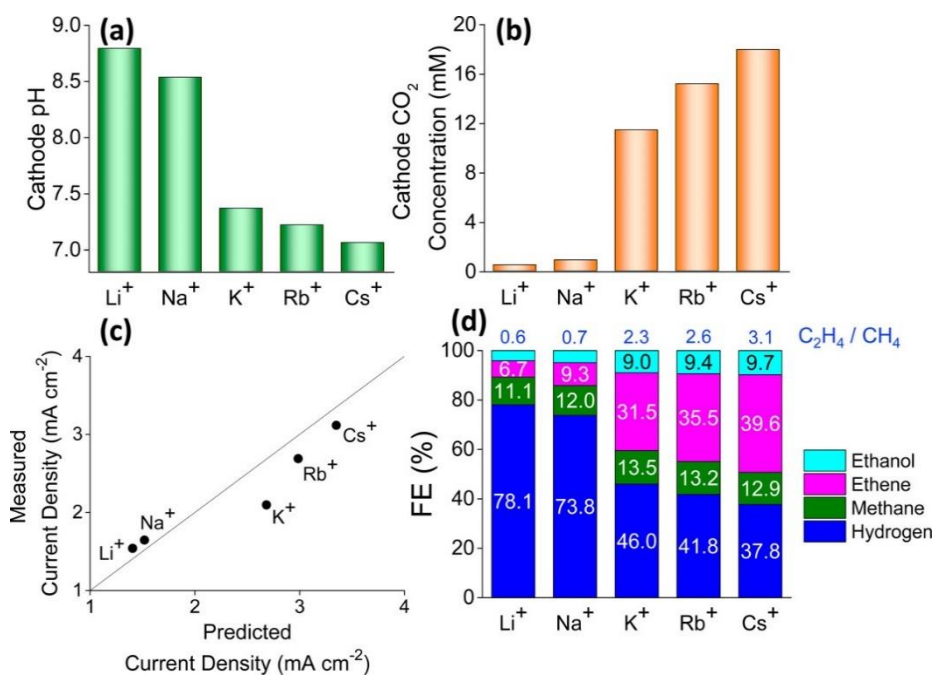 (a)
9.0
8.5
8.0
7.5
7.0
Cathode pH
Li+ Na+ K+ Rb+ Cs+
(b)
20
16
12
8
4
0
Cathode CO2
Concentration (mM)
Li+ Na+ K+ Rb+ Cs+
(c)
4
3
2
1
Measured
Current Density (mA cm-2)
Cs+
Rb+
K+
Na+
Li+
1 2 3 4
Predicted
Current Density (mA cm-2)
(d)
0.6 0.7 2.3 2.6 3.1 C2H4 / CH4
100
80
60
40
20
0
FE (%)
6.7
11.1
78.1
9.3
12.0
73.8
9.0
31.5
13.5
46.0
9.4
35.5
13.2
41.8
9.7
39.6
12.9
37.8
Li+ Na+ K+ Rb+ Cs+
Ethanol
Ethene
Methane
Hydrogen